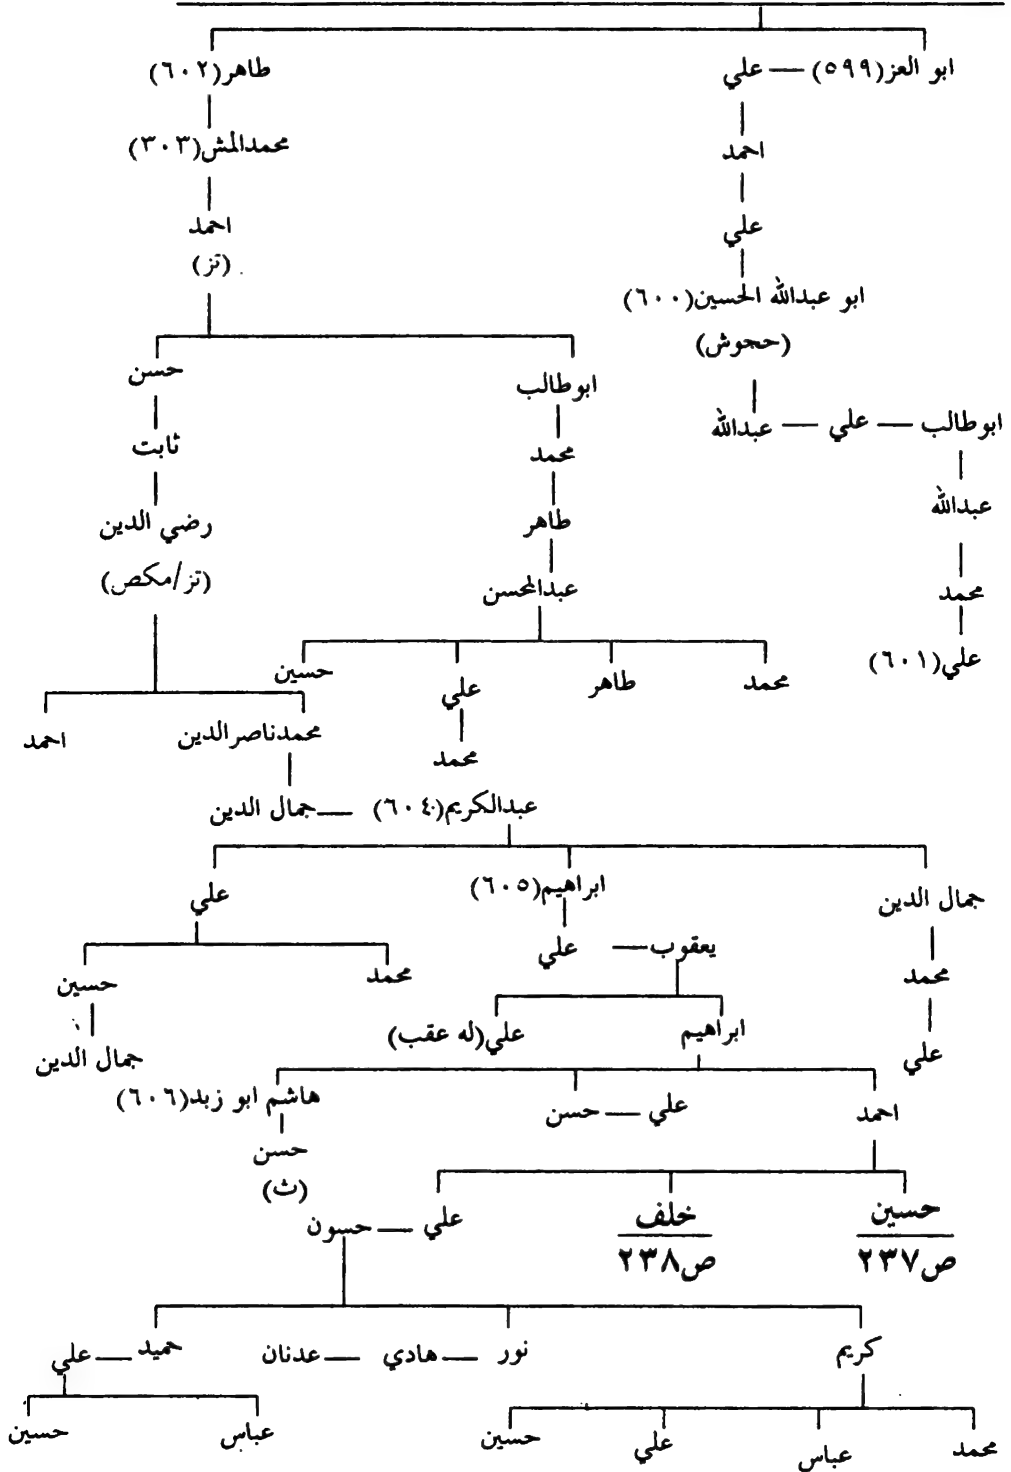 ابو العز(٥٩٩) — علي
طاهر(٦٠٢)
احمد
محمدالمش(٣٠٣)
علي
احمد
(تز)
ابو عبدالله الحسين(٦٠٠)
(حجوش)
ابوطالب
حسن
ابوطالب — علي — عبدالله
محمد
ثابت
عبدالله
طاهر
رضي الدين
(تز/مكص)
محمد
عبدالمحسن
علي(٦٠١)
محمد
طاهر
علي
حسين
محمدناصرالدين
احمد
محمد
عبدالكريم(٦٠٤)
— جمال الدين
جمال الدين
ابراهيم(٦٠٥)
علي
محمد
يعقوب — علي
محمد
حسين
علي
ابراهيم
علي(له عقب)
جمال الدين
احمد
علي — حسن
هاشم ابو زبد(٦٠٦)
حسن
(ث)
حسين
ص٢٣٧
خلف
ص٢٣٨
علي — حسون
كريم
نور — هادي — عدنان
حميد — علي
محمد
عباس
علي
حسين
عباس
حسين